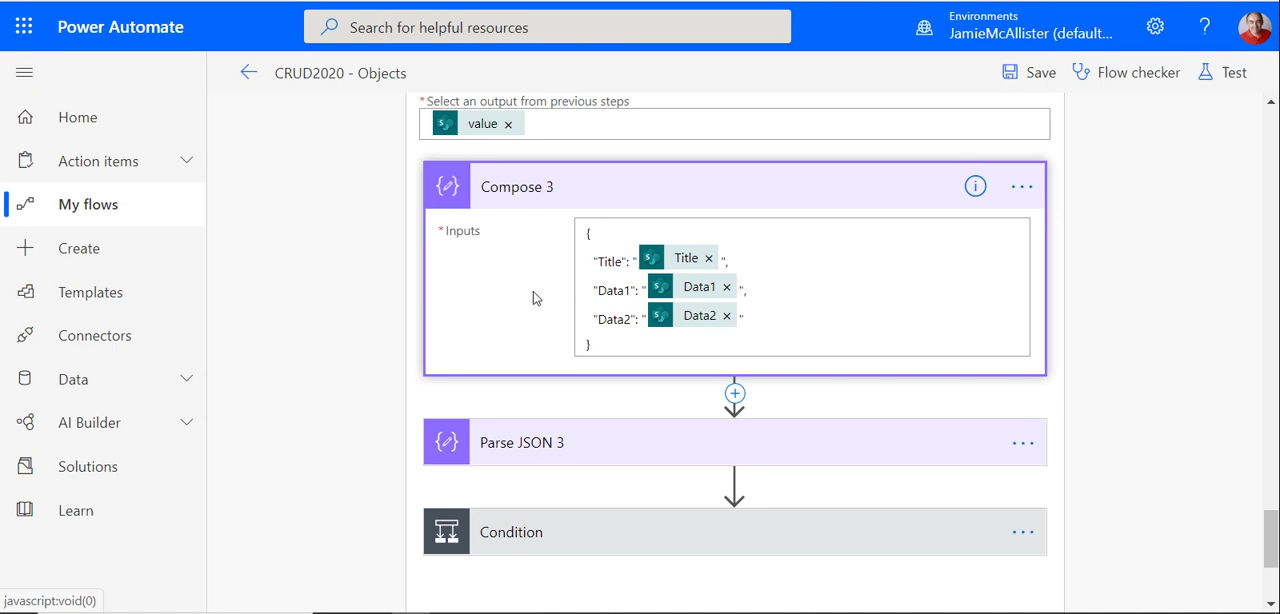 Power Automate
Search for helpful resources
Environments
JamieMcAllister (default...
?
CRUD2020 - Objects
Save
Flow checker
Test
Home
Action items
My flows
Create
Templates
Connectors
Data
AI Builder
Solutions
Learn
* Select an output from previous steps
value ×
Compose 3
i
...
* Inputs
{
"Title": " Title × ",
"Data1": " Data1 × ",
"Data2": " Data2 × "
}
+
Parse JSON 3
...
Condition
...
javascript:void(0)